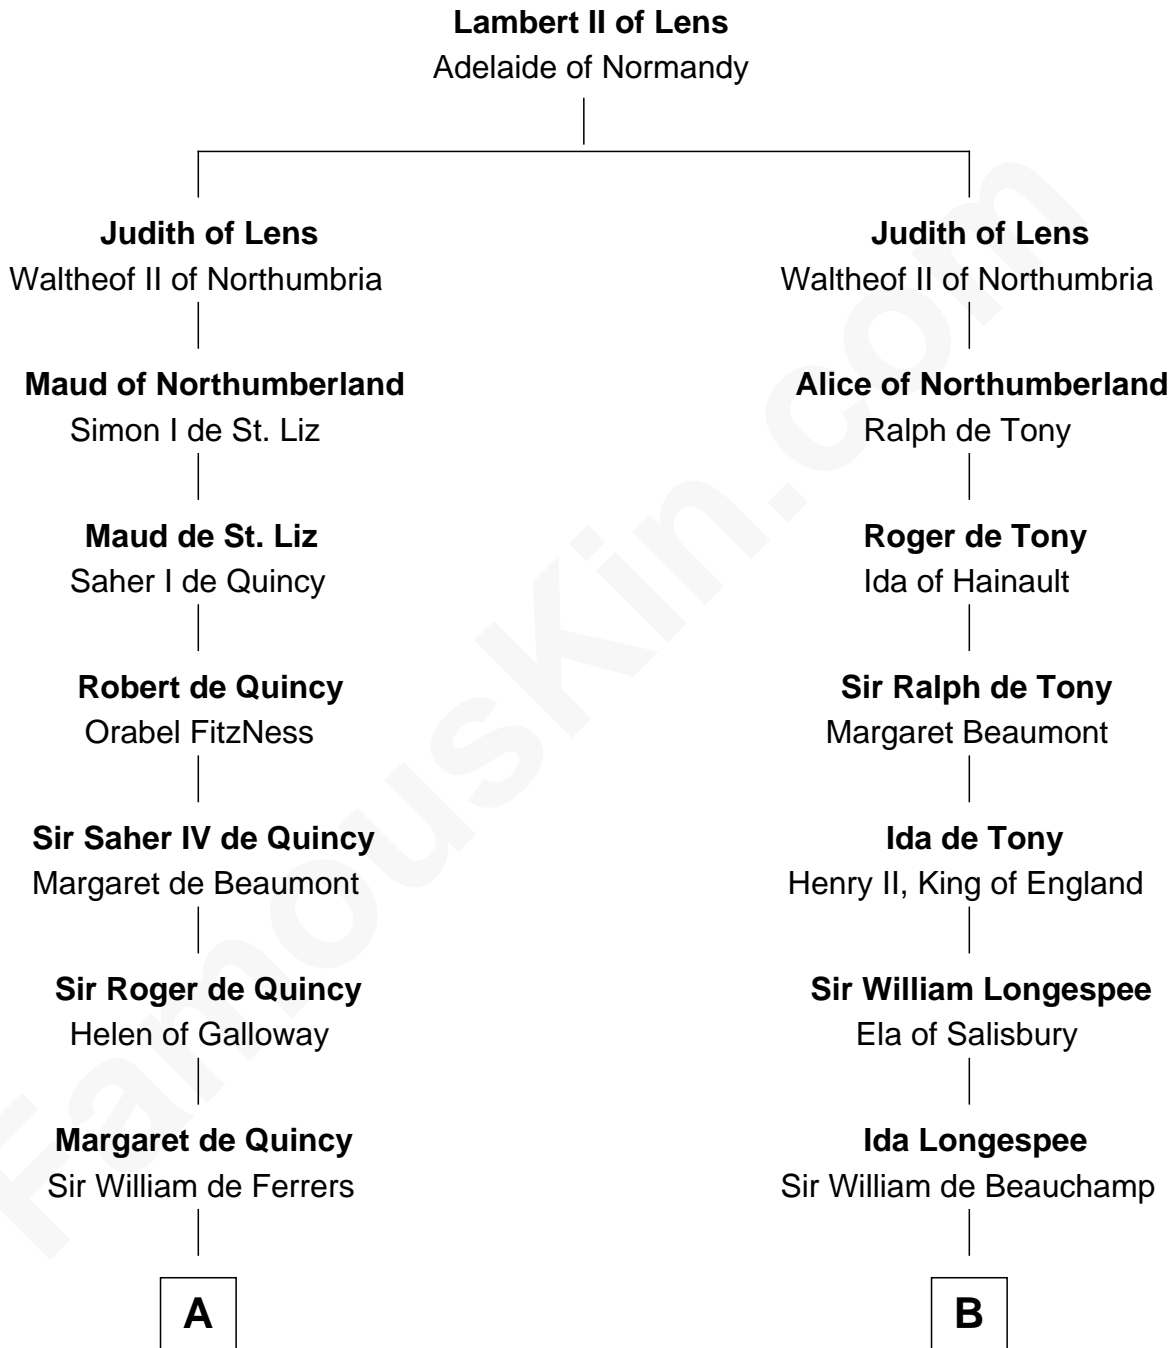 Lambert II of Lens
Adelaide of Normandy
Judith of Lens
Waltheof II of Northumbria
Maud of Northumberland
Simon I de St. Liz
Maud de St. Liz
Saher I de Quincy
Robert de Quincy
Orabel FitzNess
Sir Saher IV de Quincy
Margaret de Beaumont
Sir Roger de Quincy
Helen of Galloway
Margaret de Quincy
Sir William de Ferrers
A
Judith of Lens
Waltheof II of Northumbria
Alice of Northumberland
Ralph de Tony
Roger de Tony
Ida of Hainault
Sir Ralph de Tony
Margaret Beaumont
Ida de Tony
Henry II, King of England
Sir William Longespee
Ela of Salisbury
Ida Longespee
Sir William de Beauchamp
B
FamousKin.com